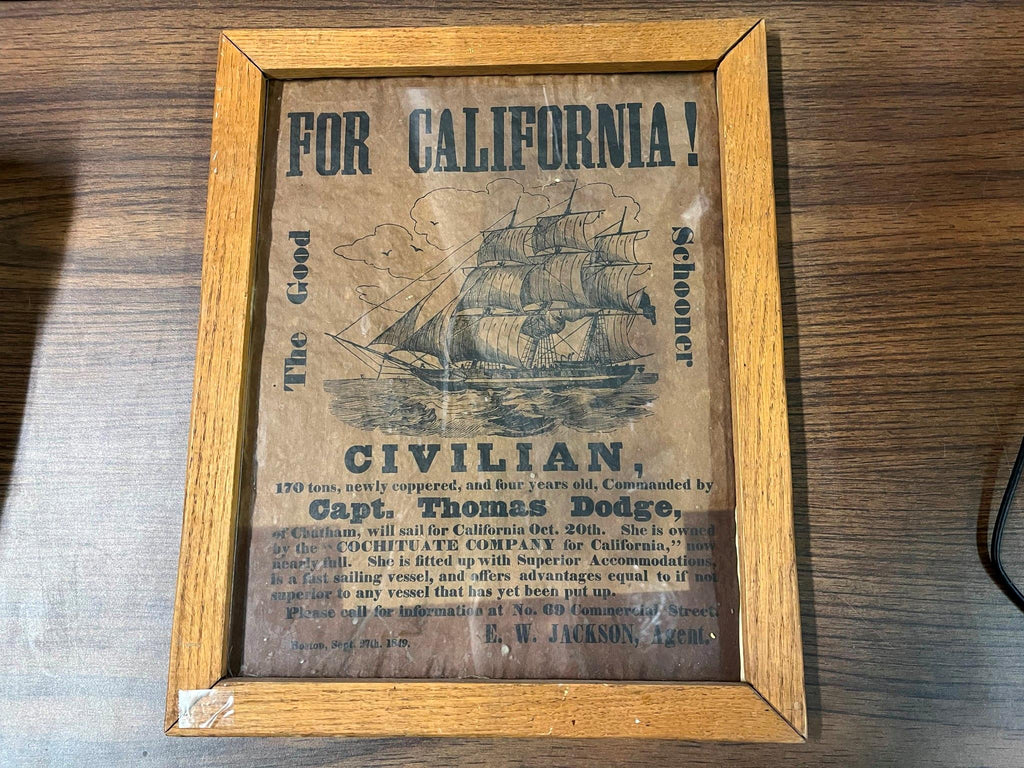 FOR CALIFORNIA!
The Good
Schooner
CIVILIAN,
170 tons, newly coppered, and four years old, Commanded by
Capt. Thomas Dodge,
of Chatham, will sail for California Oct. 20th. She is owned
by the "COCHITUATE COMPANY for California," now
nearly full. She is fitted up with Superior Accommodations,
is a fast sailing vessel, and offers advantages equal to if not
superior to any vessel that has yet been put up.
Please call for information at No. 69 Commercial Street.
E. W. JACKSON, Agent.
Boston, Sept. 27th. 1849.